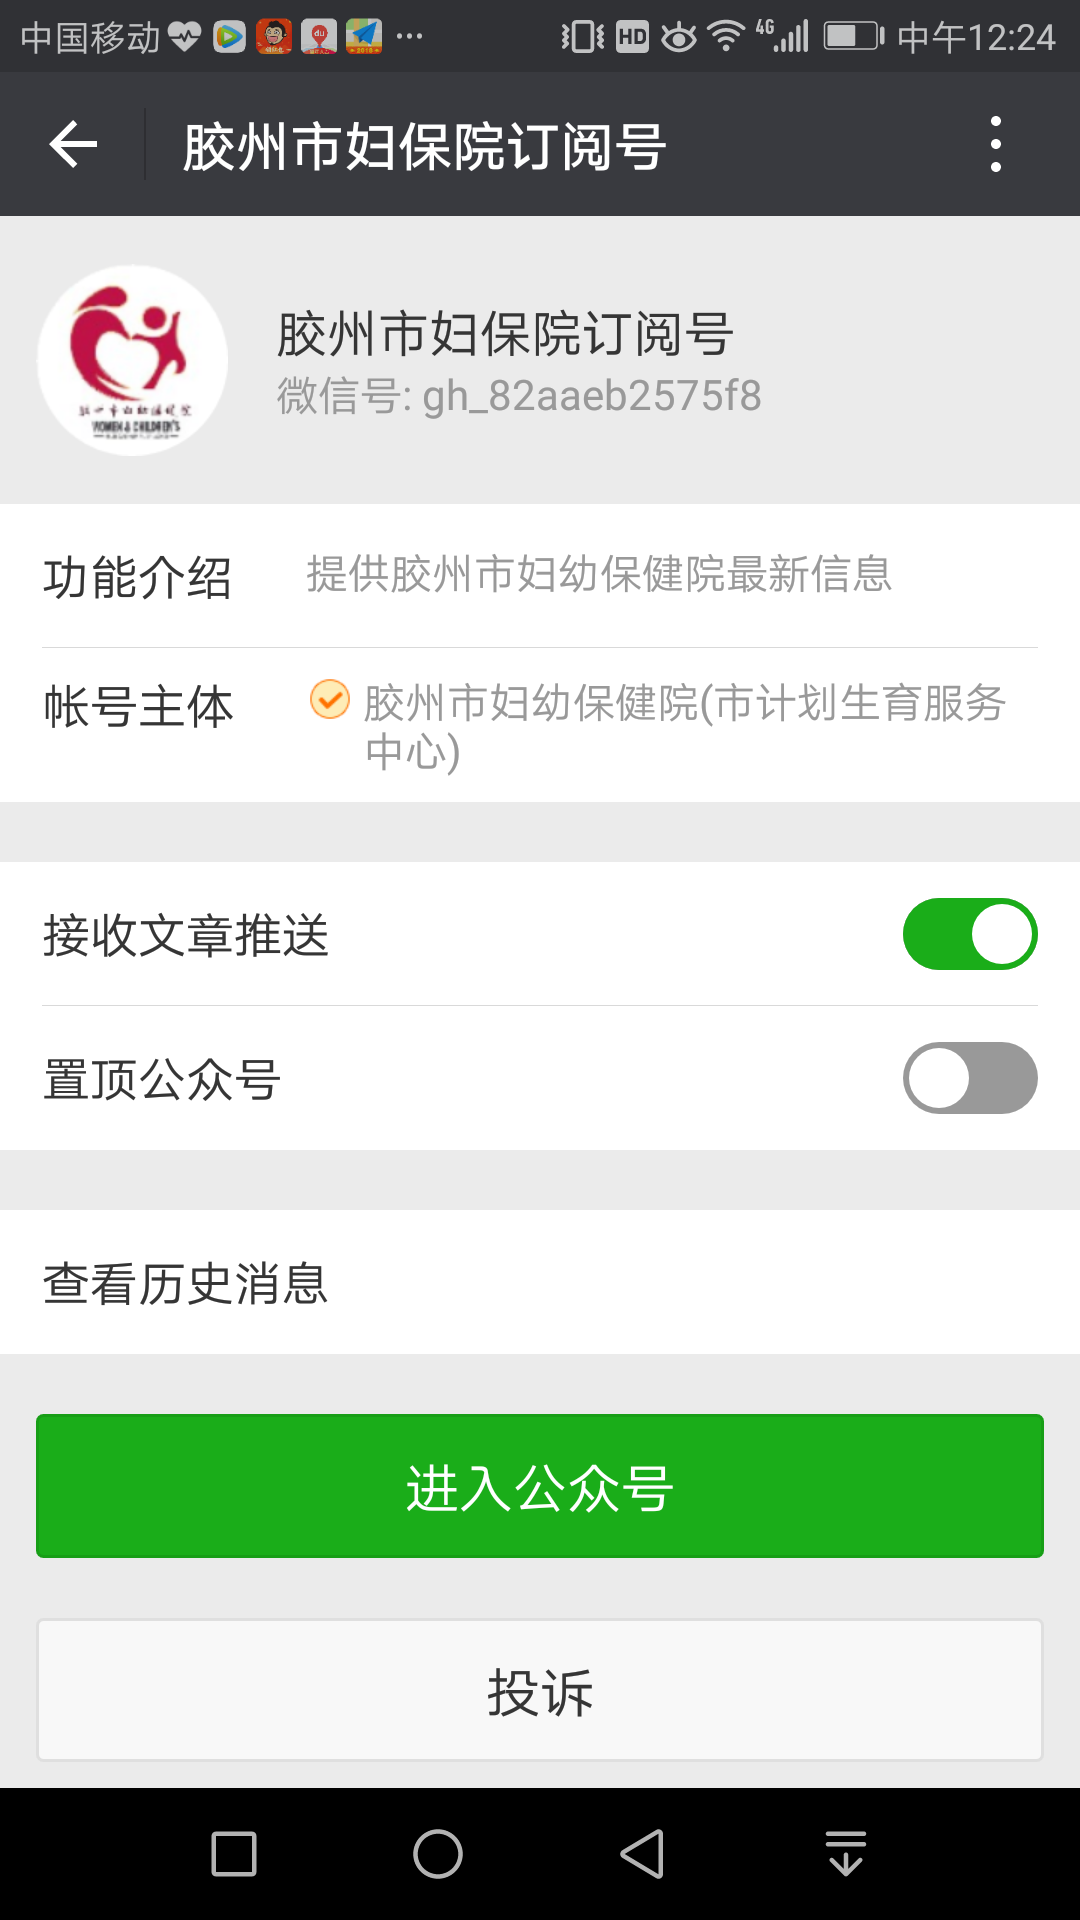 中国移动 ··· HD 4G 中午12:24
胶州市妇保院订阅号
胶州市妇保院订阅号
微信号: gh_82aaeb2575f8
WOMEN & CHILDREN'S
功能介绍 提供胶州市妇幼保健院最新信息
帐号主体 胶州市妇幼保健院(市计划生育服务
中心)
接收文章推送
置顶公众号
查看历史消息
进入公众号
投诉